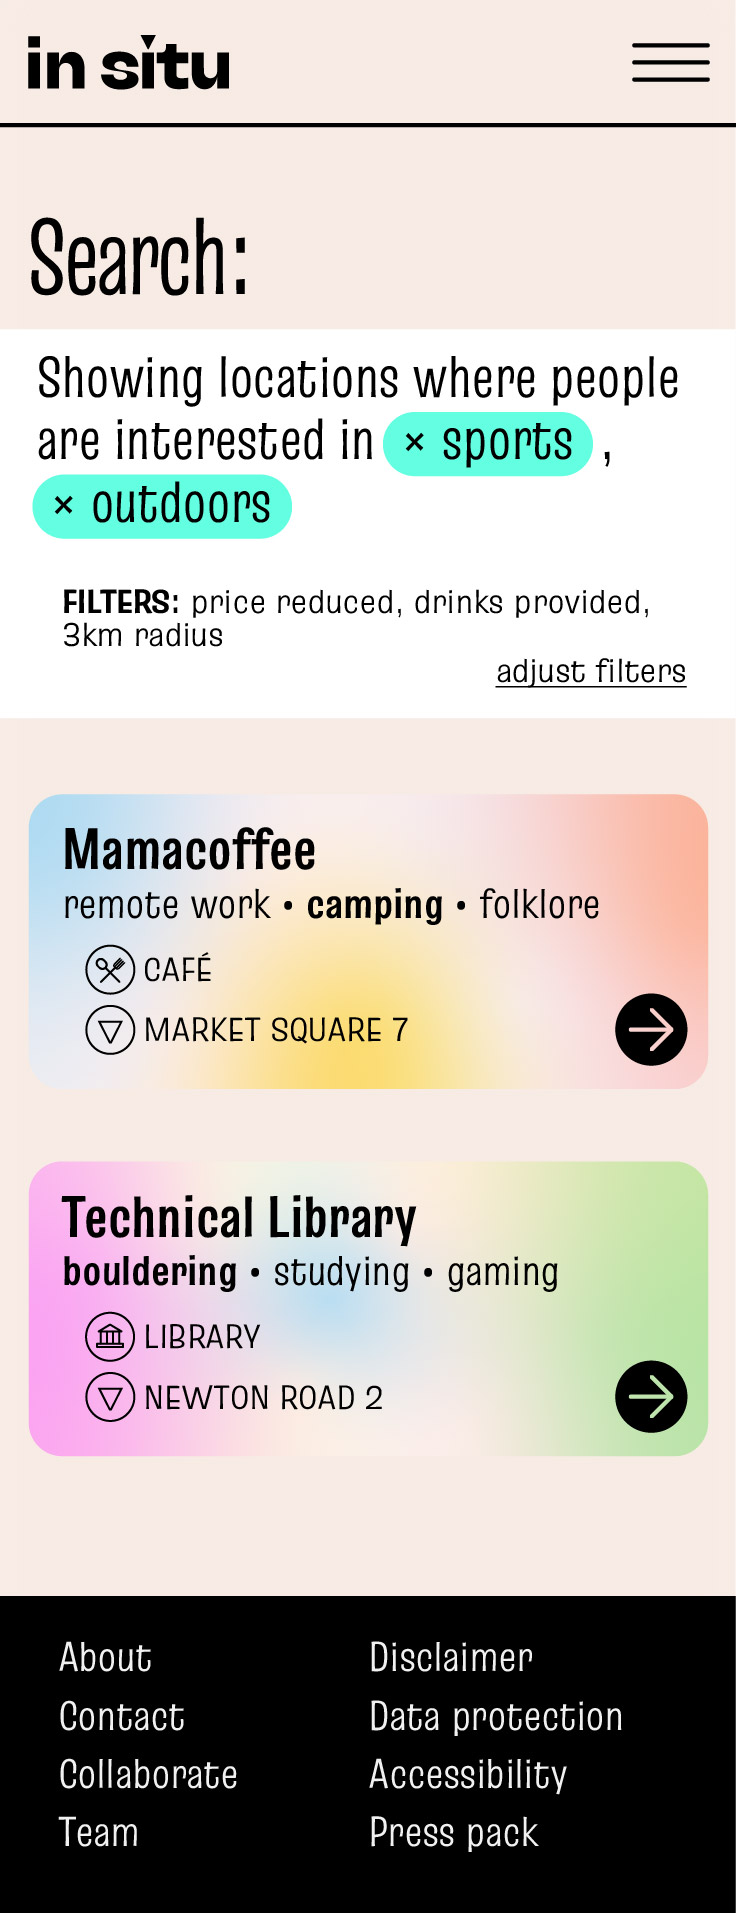 in situ
Search:
Showing locations where people
are interested in × sports ,
× outdoors
FILTERS: price reduced, drinks provided,
3km radius
adjust filters
Mamacoffee
remote work • camping • folklore
CAFÉ
MARKET SQUARE 7
Technical Library
bouldering • studying • gaming
LIBRARY
NEWTON ROAD 2
About
Contact
Collaborate
Team
Disclaimer
Data protection
Accessibility
Press pack